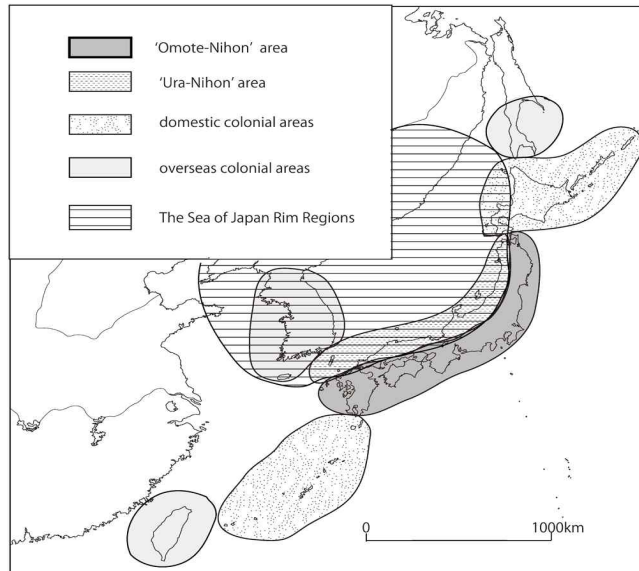 'Omote-Nihon' area
'Ura-Nihon' area
domestic colonial areas
overseas colonial areas
The Sea of Japan Rim Regions
0 1000km